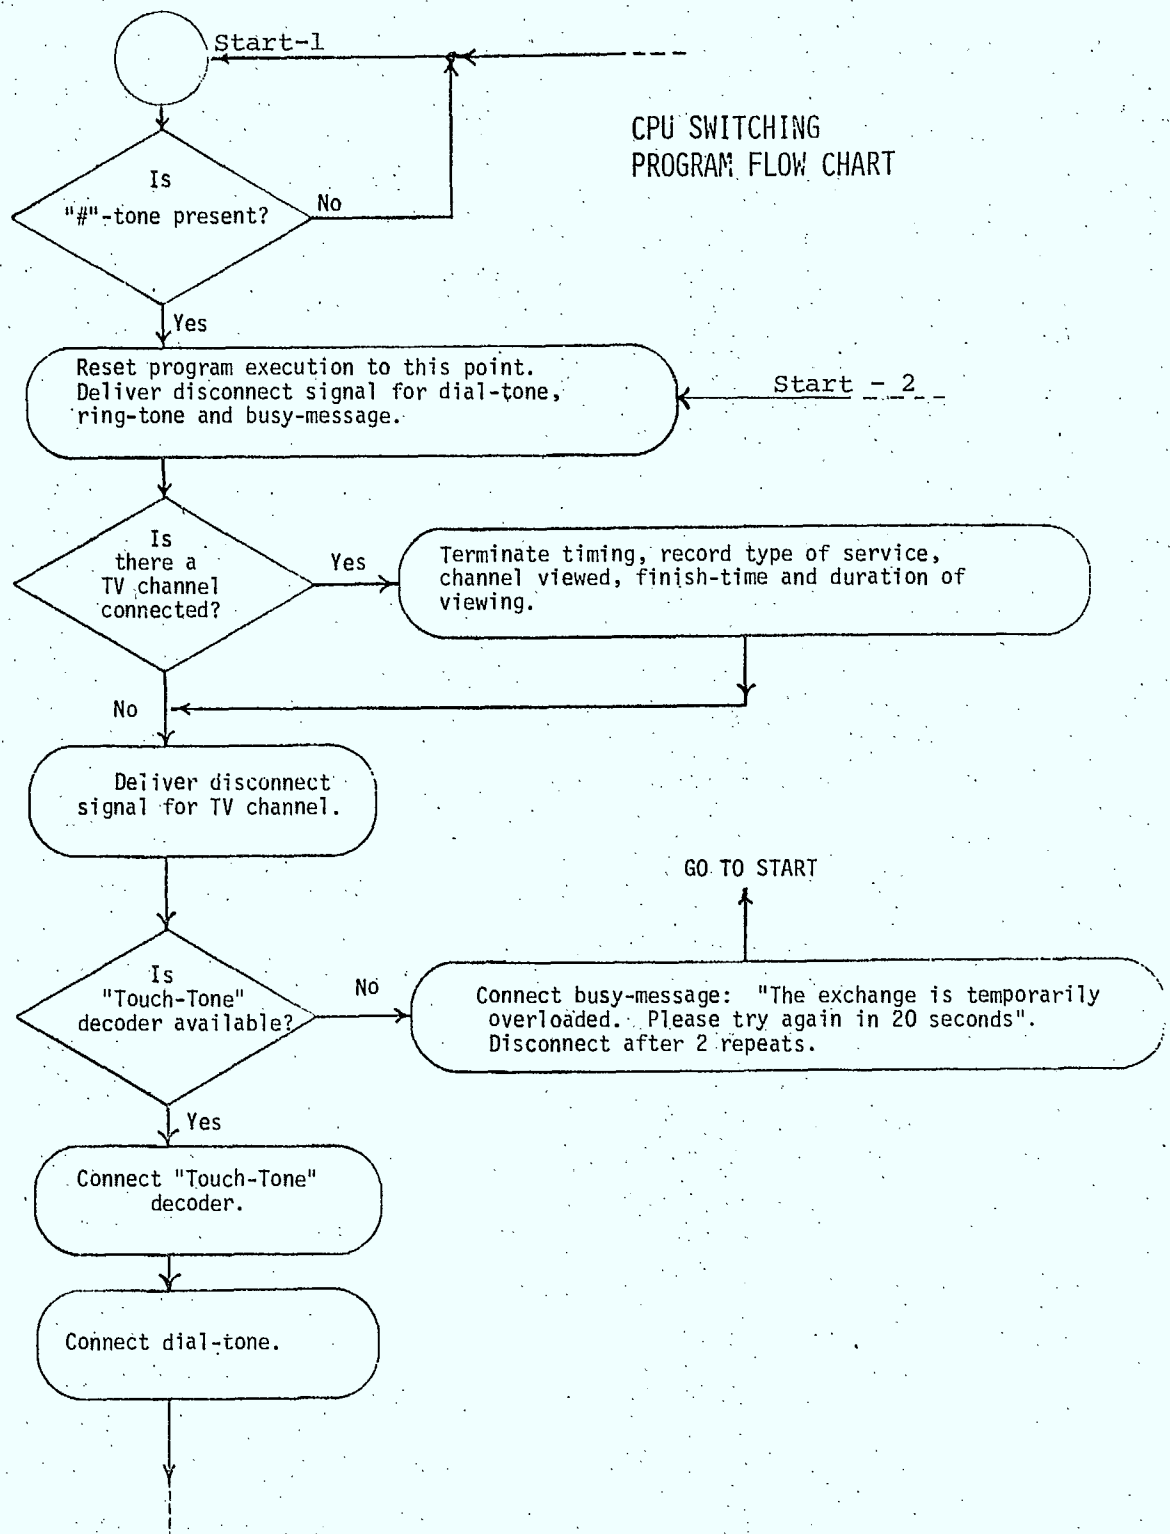 Start-1
CPU SWITCHING
PROGRAM FLOW CHART
Is
"#"-tone present?
No
Yes
Reset program execution to this point.
Deliver disconnect signal for dial-tone,
ring-tone and busy-message.
Start - 2
Is
there a
TV channel
connected?
Yes
Terminate timing, record type of service,
channel viewed, finish-time and duration of
viewing.
No
Deliver disconnect
signal for TV channel.
GO TO START
Is
"Touch-Tone"
decoder available?
No
Connect busy-message: "The exchange is temporarily
overloaded. Please try again in 20 seconds".
Disconnect after 2 repeats.
Yes
Connect "Touch-Tone"
decoder.
Connect dial-tone.